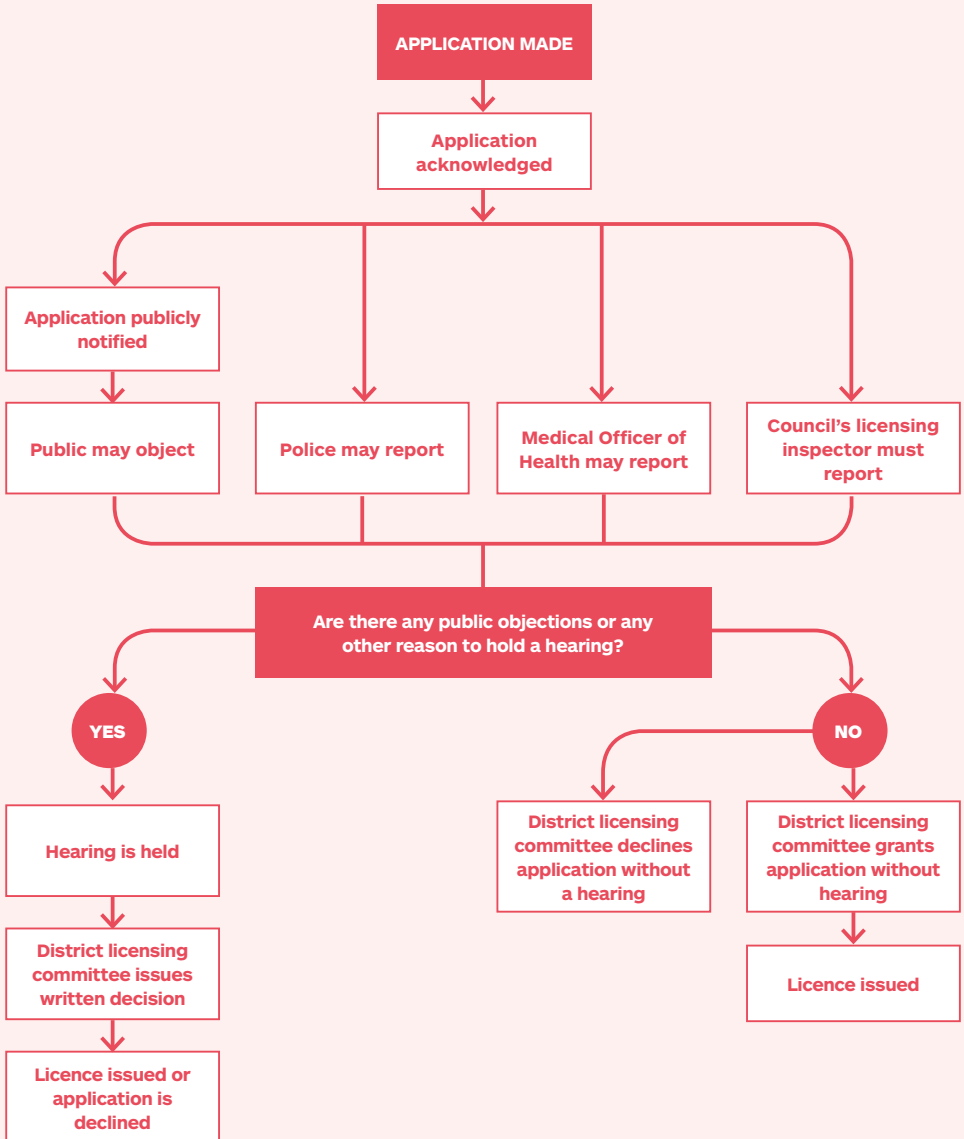 APPLICATION MADE
Application
acknowledged
Application publicly
notified
Public may object
Police may report
Medical Officer of
Health may report
Council’s licensing
inspector must
report
Are there any public objections or any
other reason to hold a hearing?
YES
NO
Hearing is held
District licensing
committee issues
written decision
Licence issued or
application is
declined
District licensing
committee declines
application without
a hearing
District licensing
committee grants
application without
hearing
Licence issued